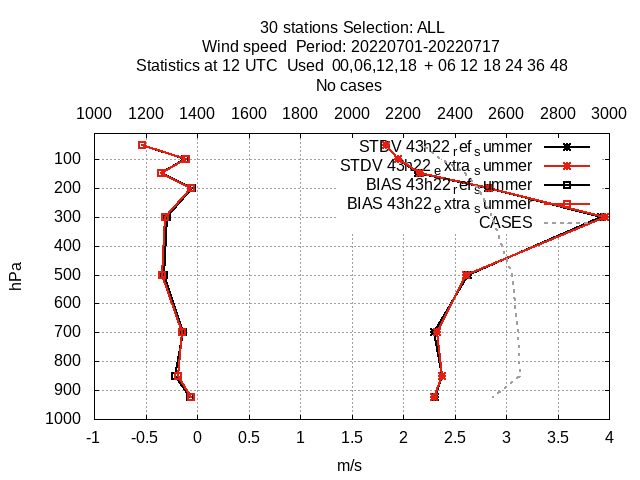 30 stations Selection: ALL
Wind speed  Period: 20220701-20220717
Statistics at 12 UTC  Used  00,06,12,18  + 06 12 18 24 36 48
No cases
1000 1200 1400 1600 1800 2000 2200 2400 2600 2800 3000
STDV 43h22_ref_summer
STDV 43h22_extra_summer
BIAS 43h22_ref_summer
BIAS 43h22_extra_summer
CASES
100
200
300
400
500
600
700
800
900
1000
hPa
-1 -0.5 0 0.5 1 1.5 2 2.5 3 3.5 4
m/s